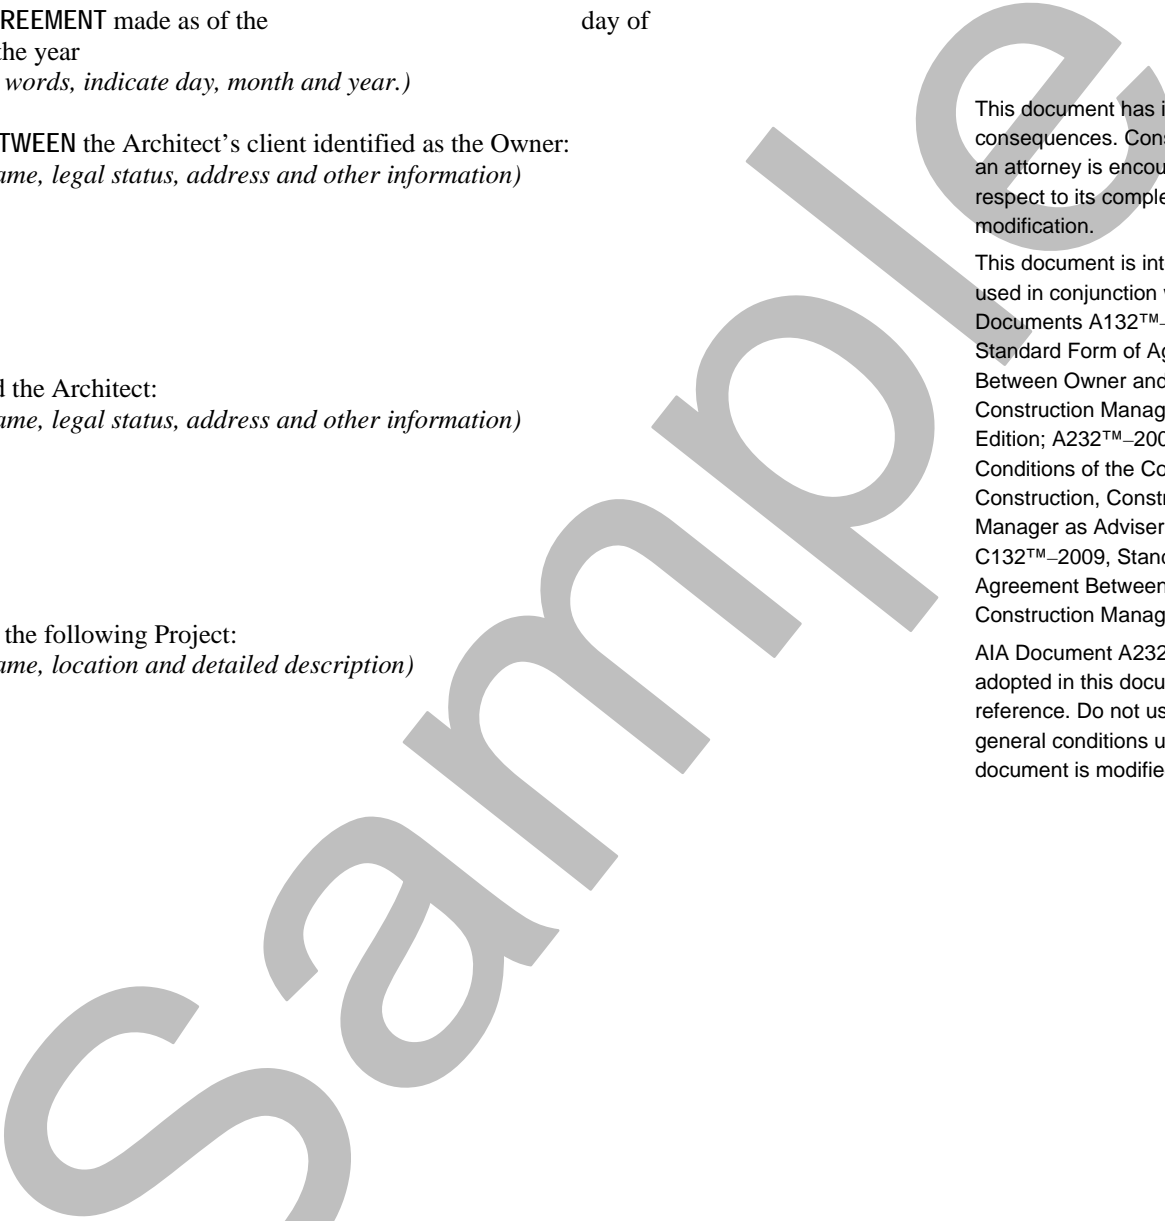 REEMENT made as of the day of
the year
words, indicate day, month and year.)
TWEEN the Architect's client identified as the Owner:
ame, legal status, address and other information)
d the Architect:
ame, legal status, address and other information)
the following Project:
ame, location and detailed description)
This document has i
consequences. Cons
an attorney is encou
respect to its comple
modification.
This document is int
used in conjunction
Documents A132™–
Standard Form of Ag
Between Owner and
Construction Manag
Edition; A232™–200
Conditions of the Co
Construction, Constr
Manager as Adviser
C132™–2009, Stand
Agreement Between
Construction Manag
AIA Document A232
adopted in this docu
reference. Do not us
general conditions u
document is modifie
Sample